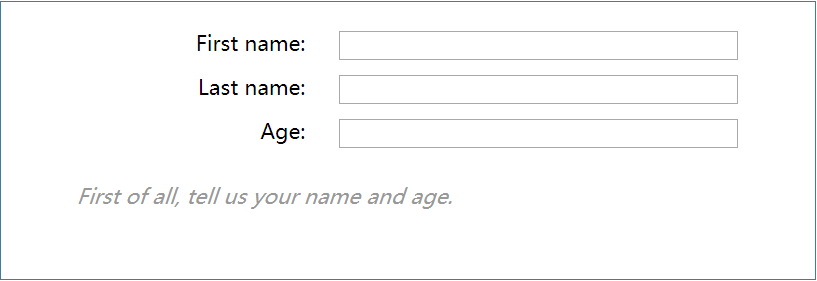 First name:
Last name:
Age:
First of all, tell us your name and age.